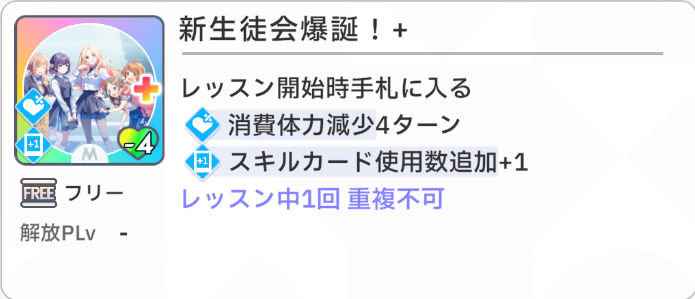 新生徒会爆誕！+
レッスン開始時手札に入る
消費体力減少4ターン
+1 スキルカード使用数追加+1
レッスン中1回 重複不可
+1
M
-4
FREE フリー
解放PLv -